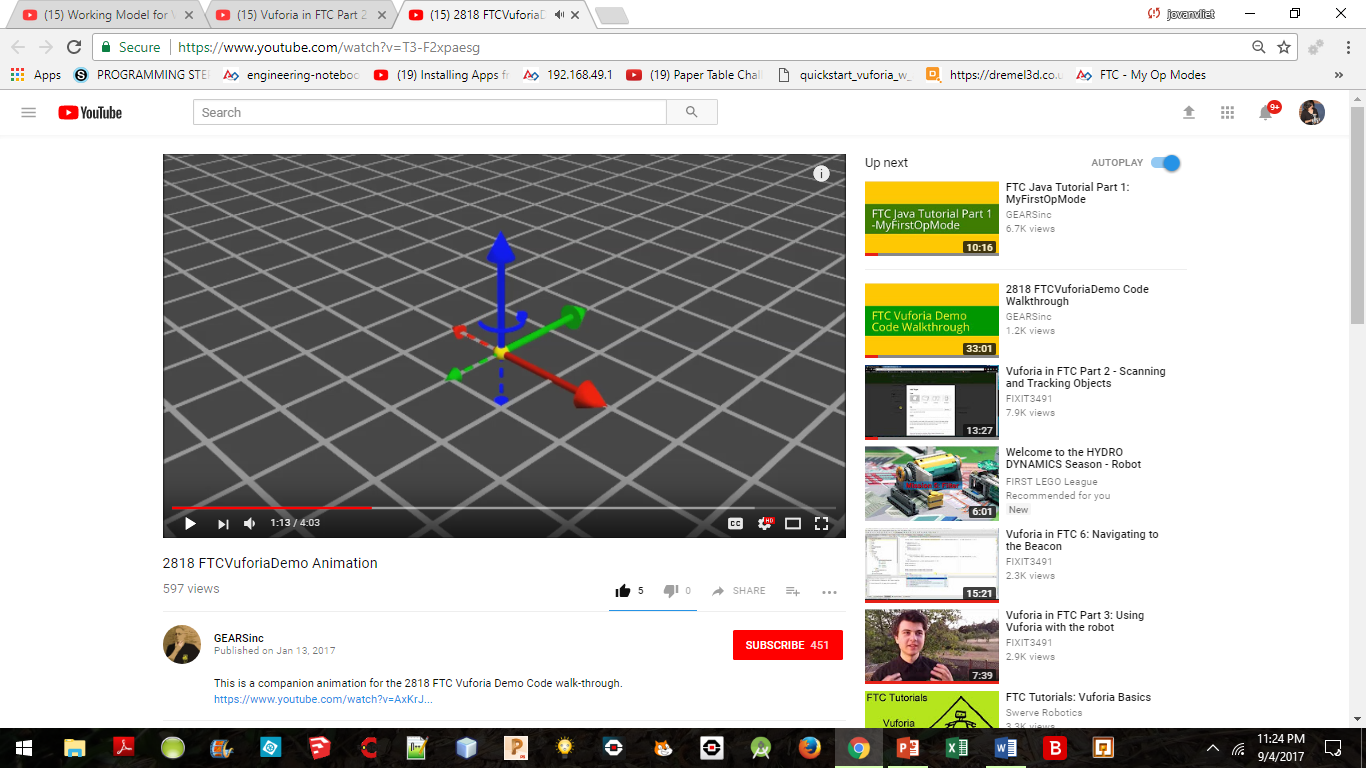 (15) Working Model for V
(15) Vuforia in FTC Part 2
(15) 2818 FTCVuforiaD
jovanvliet
Secure
https://www.youtube.com/watch?v=T3-F2xpaesg
Apps
PROGRAMMING STE
engineering-notebo
(19) Installing Apps f
192.168.49.1
(19) Paper Table Chal
quickstart_vuforia_w_
https://dremel3d.co.u
FTC - My Op Modes
»
YouTube
Search
9+
Up next
AUTOPLAY
FTC Java Tutorial Part 1
-MyFirstOpMode
10:16
FTC Java Tutorial Part 1:
MyFirstOpMode
GEARSinc
6.7K views
FTC Vuforia Demo
Code Walkthrough
33:01
2818 FTCVuforiaDemo Code
Walkthrough
GEARSinc
1.2K views
13:27
Vuforia in FTC Part 2 - Scanning
and Tracking Objects
FIXIT3491
7.9K views
6:01
Welcome to the HYDRO
DYNAMICS Season - Robot
FIRST LEGO League
Recommended for you
New
15:21
Vuforia in FTC 6: Navigating to
the Beacon
FIXIT3491
2.3K views
7:39
Vuforia in FTC Part 3: Using
Vuforia with the robot
FIXIT3491
2.9K views
FTC Tutorials
Vuforia
FTC Tutorials: Vuforia Basics
Swerve Robotics
3.3K views
1:13 / 4:03
CC
HD
2818 FTCVuforiaDemo Animation
597 views
5
0
SHARE
GEARSinc
Published on Jan 13, 2017
SUBSCRIBE 451
This is a companion animation for the 2818 FTC Vuforia Demo Code walk-through.
https://www.youtube.com/watch?v=AxKrJ...
11:24 PM
9/4/2017